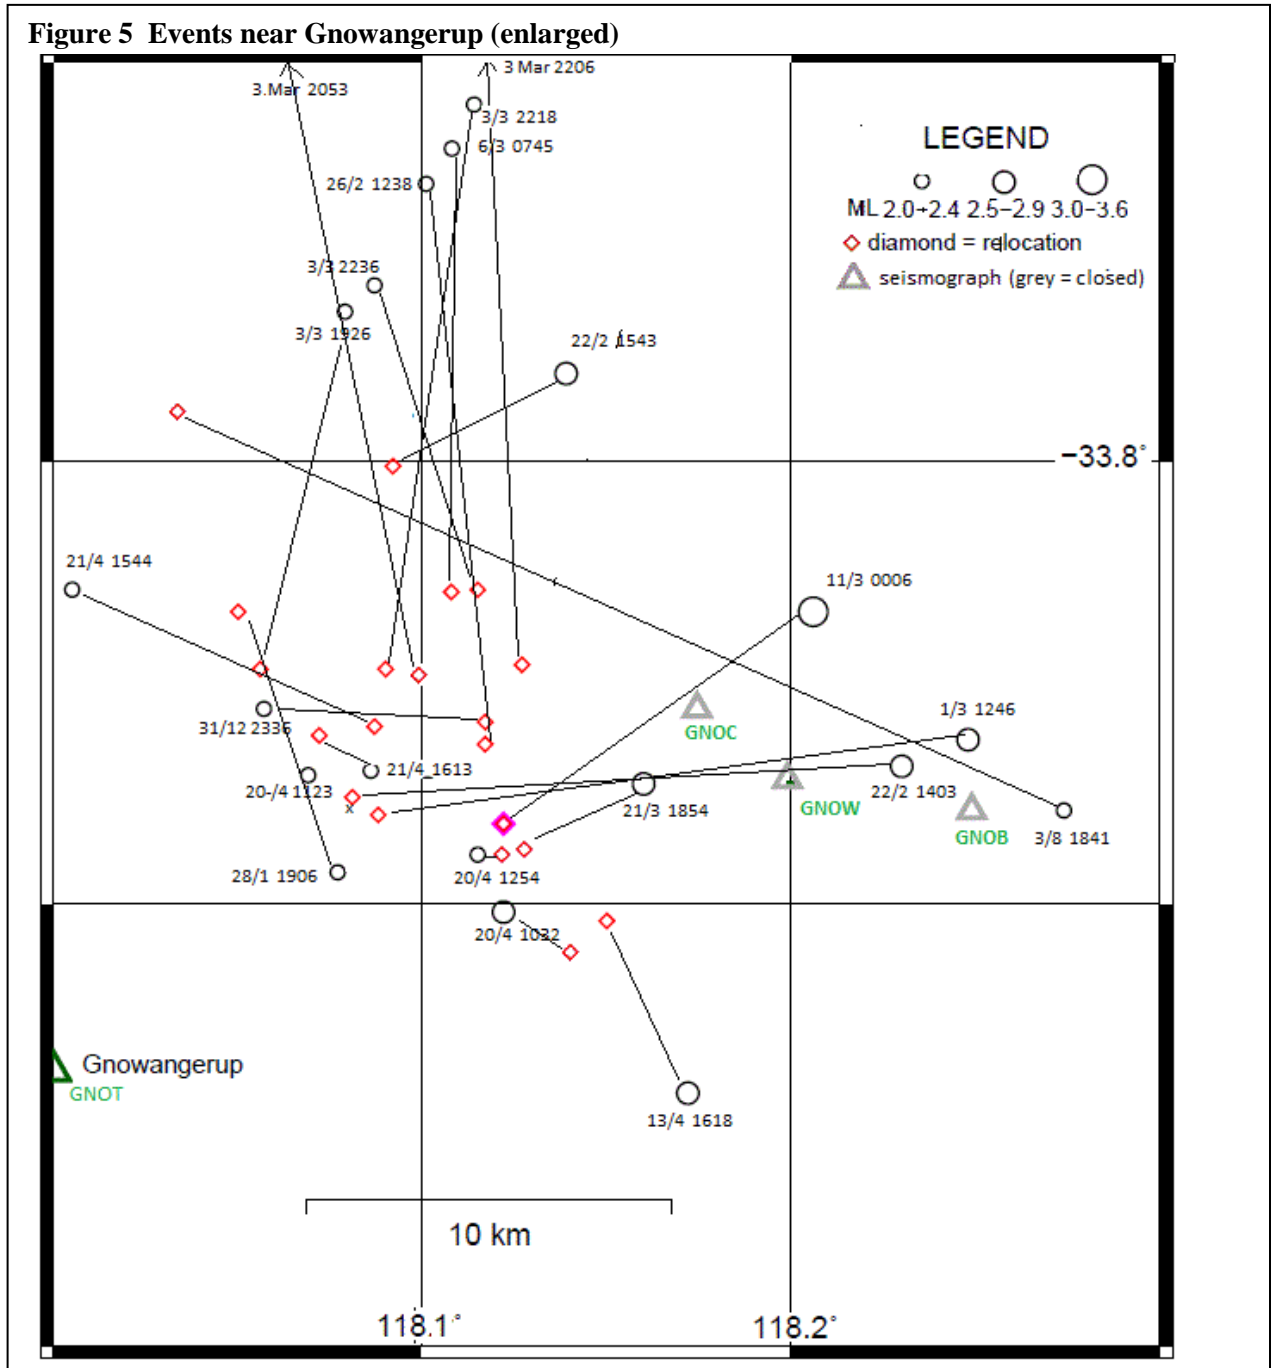 Figure 5 Events near Gnowangerup (enlarged)
3 Mar 2206
3.Mar 2053
3/3 2218
6/3 0745
26/2 1238
LEGEND
ML 2.0-2.4 2.5-2.9 3.0-3.6
diamond = relocation
seismograph (grey = closed)
3/3 2236
3/3 1926
22/2 1543
-33.8°
21/4 1544
11/3 0006
31/12 2336
GNOC
1/3 1246
21/4 1613
20-/4 1123
x
21/3 1854
GNOW
22/2 1403
GNOB
3/8 1841
28/1 1906
20/4 1254
20/4 1032
Gnowangerup
GNOT
13/4 1618
10 km
118.1°
118.2°